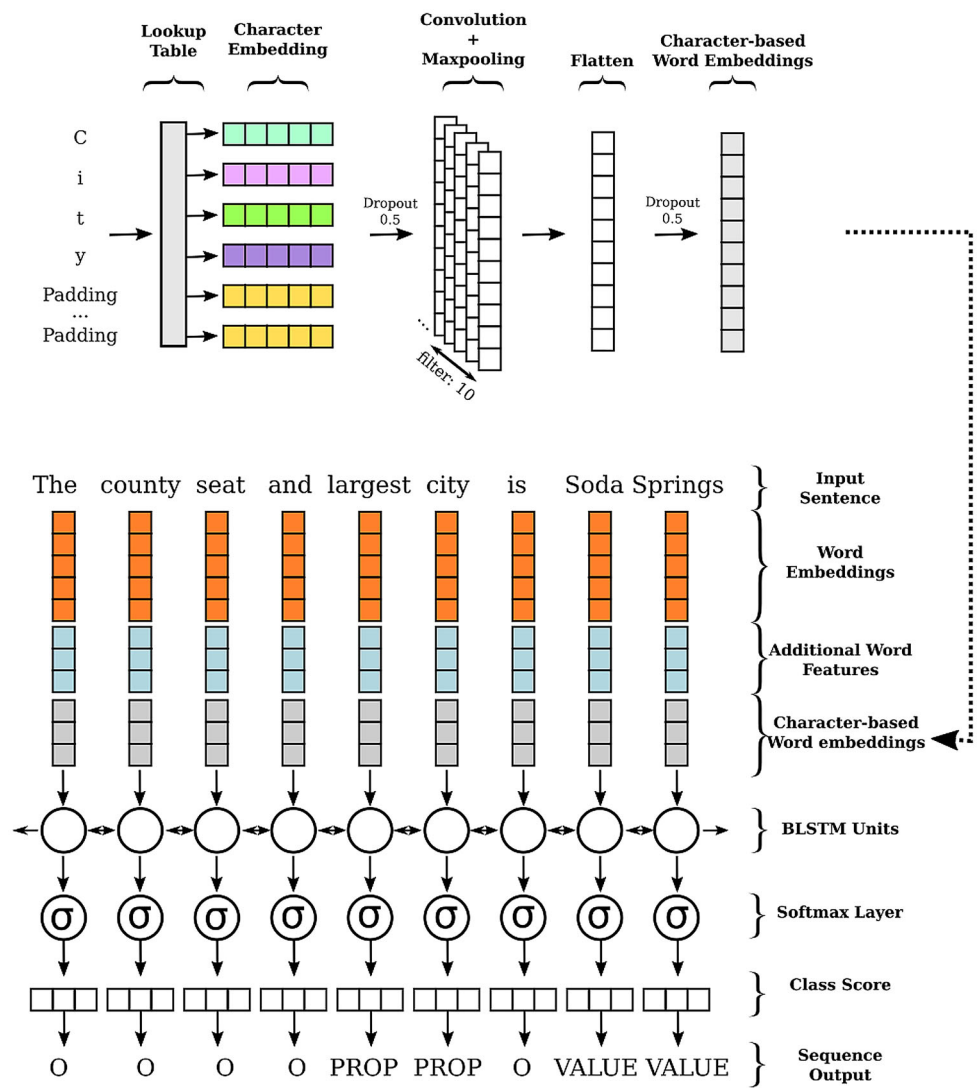 Lookup
Table
Character
Embedding
Convolution
+
Maxpooling
Flatten
Character-based
Word Embeddings
C
i
t
y
Padding
...
Padding
Dropout
0.5
...
filter: 10
Dropout
0.5
The county seat and largest city is Soda Springs
Input
Sentence
Word
Embeddings
Additional Word
Features
Character-based
Word embeddings
BLSTM Units
σ σ σ σ σ σ σ σ σ
Softmax Layer
Class Score
O O O O PROP PROP O VALUE VALUE
Sequence
Output